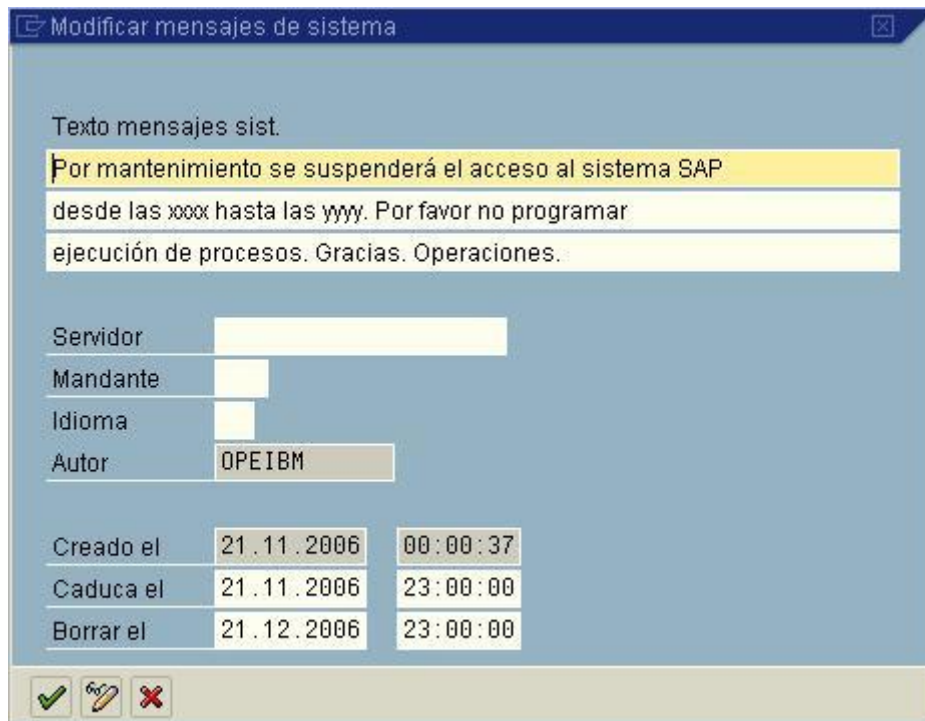 Modificar mensajes de sistema
Texto mensajes sist.
Por mantenimiento se suspenderá el acceso al sistema SAP
desde las xxxx hasta las yyyy. Por favor no programar
ejecución de procesos. Gracias. Operaciones.
Servidor
Mandante
Idioma
Autor OPEIBM
Creado el 21.11.2006 00:00:37
Caduca el 21.11.2006 23:00:00
Borrar el 21.12.2006 23:00:00